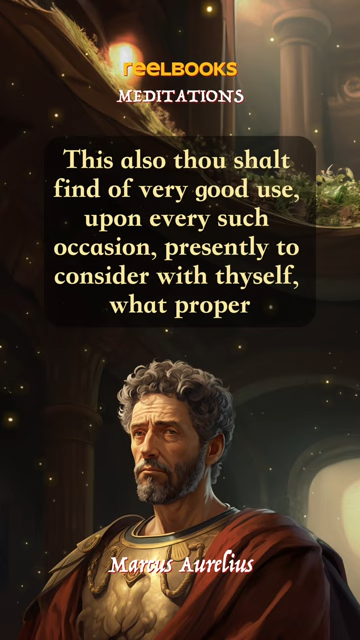 reelBOOKS
MEDITATIONS
This also thou shalt
find of very good use,
upon every such
occasion, presently to
consider with thyself,
what proper
Marcus Aurelius